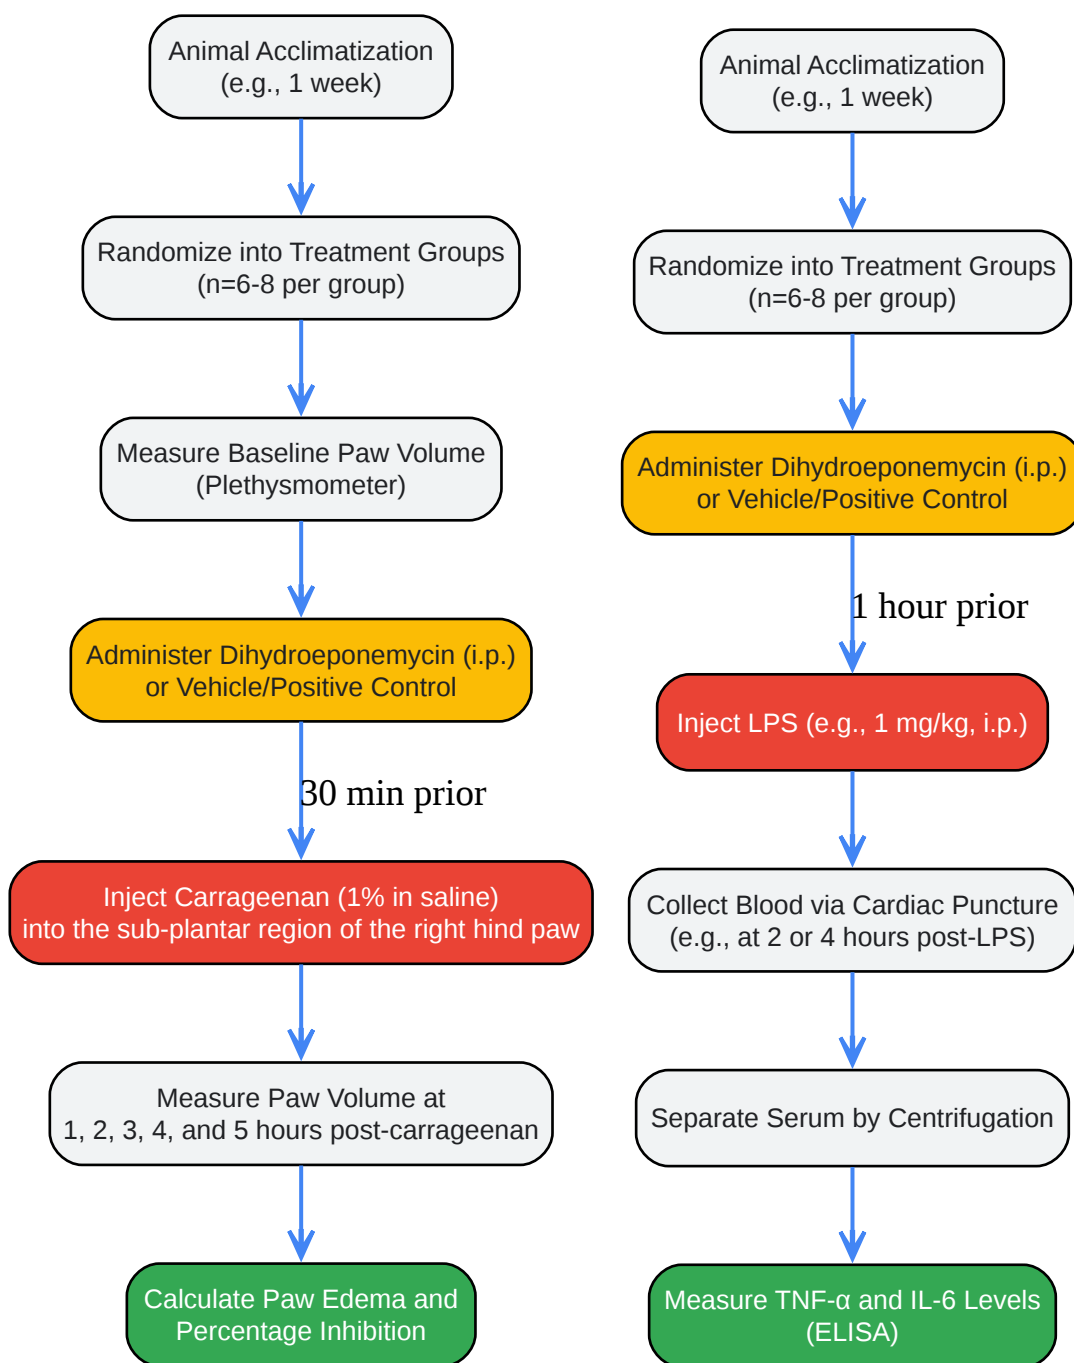 Animal Acclimatization
(e.g., 1 week)
Randomize into Treatment Groups
(n=6-8 per group)
Measure Baseline Paw Volume
(Plethysmometer)
Administer Dihydroeponemycin (i.p.)
or Vehicle/Positive Control
30 min prior
Inject Carrageenan (1% in saline)
into the sub-plantar region of the right hind paw
Measure Paw Volume at
1, 2, 3, 4, and 5 hours post-carrageenan
Calculate Paw Edema and
Percentage Inhibition
Animal Acclimatization
(e.g., 1 week)
Randomize into Treatment Groups
(n=6-8 per group)
Administer Dihydroeponemycin (i.p.)
or Vehicle/Positive Control
1 hour prior
Inject LPS (e.g., 1 mg/kg, i.p.)
Collect Blood via Cardiac Puncture
(e.g., at 2 or 4 hours post-LPS)
Separate Serum by Centrifugation
Measure TNF-α and IL-6 Levels
(ELISA)